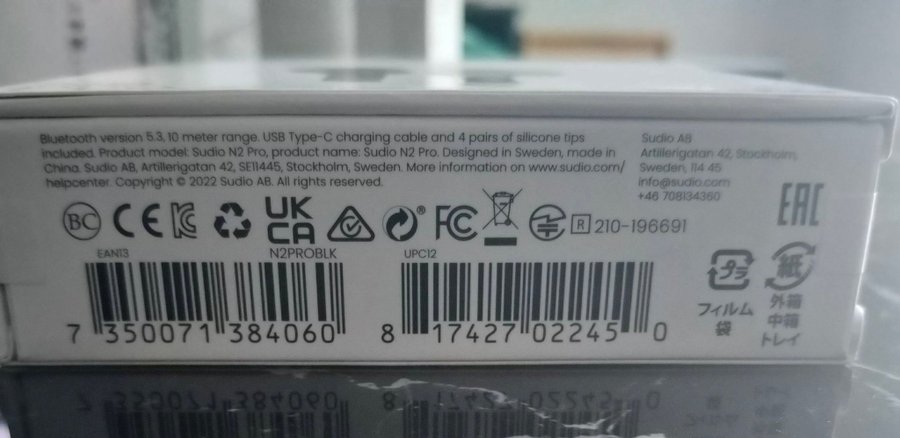 Bluetooth version 5.3, 10 meter range. USB Type-C charging cable and 4 pairs of silicone tips
included. Product model: Sudio N2 Pro, product name: Sudio N2 Pro. Designed in Sweden, made in
China. Sudio AB, Artillerigatan 42, SE11445, Stockholm, Sweden. More information on www.sudio.com/
helpcenter. Copyright © 2022 Sudio AB. All rights reserved.
Sudio AB
Artillerigatan 42, Stockholm,
Sweden, 114 45
info@sudio.com
+46 708134360
BC CE UK CA ® FC R 210-196691
EAC
EAN13
N2PROBLK
UPC12
7 350071 384060
8 17427 02245 0
プラ
フィルム
袋
紙
外箱
中箱
トレイ